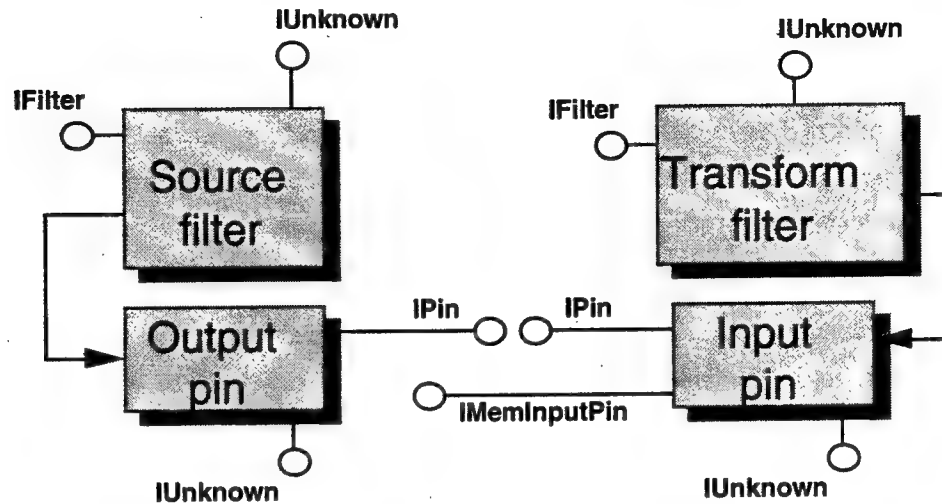 IUnknown
IUnknown
IFilter
IFilter
Source
filter
Transform
filter
IPin
IPin
Output
pin
Input
pin
IMemInputPin
IUnknown
IUnknown